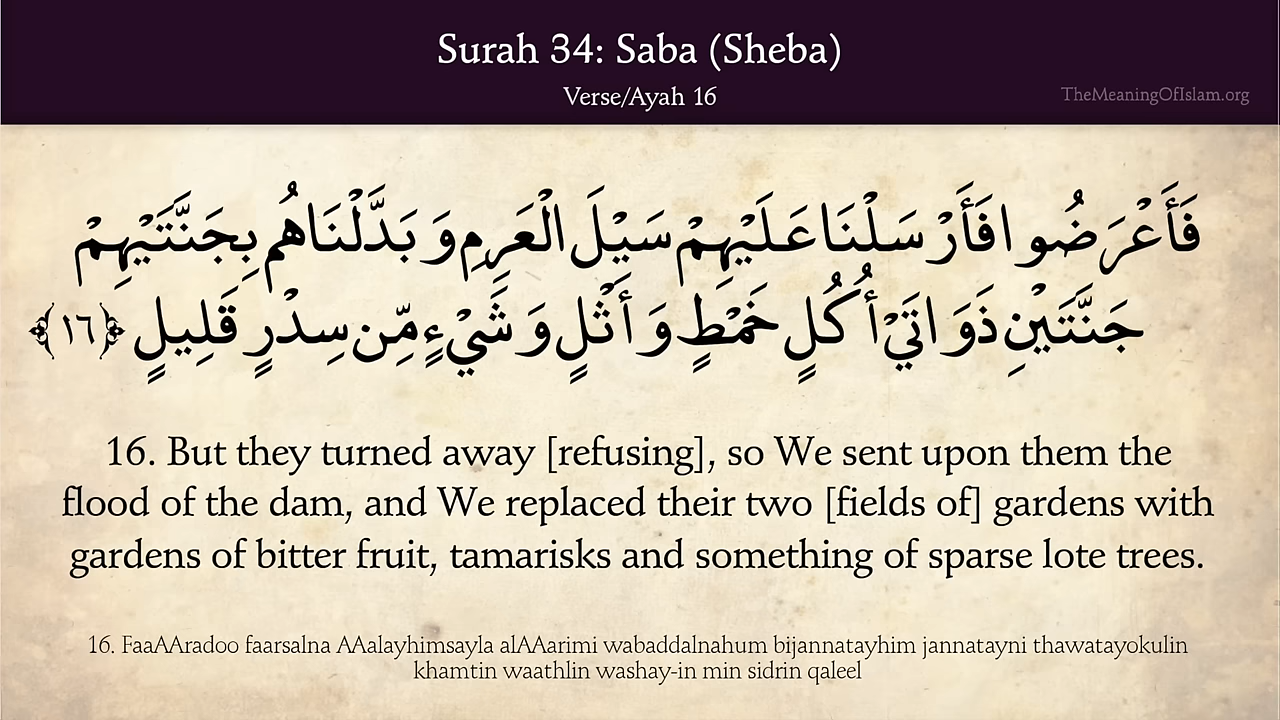 Surah 34: Saba (Sheba)
Verse/Ayah 16
TheMeaningOfIslam.org
فَأَعْرَضُوا فَأَرْسَلْنَا عَلَيْهِمْ سَيْلَ الْعَرِمِ وَبَدَّلْنَاهُم بِجَنَّتَيْهِمْ
جَنَّتَيْنِ ذَوَاتَيْ أُكُلٍ خَمْطٍ وَأَثْلٍ وَشَيْءٍ مِّن سِدْرٍ قَلِيلٍ ﴿١٦﴾
16. But they turned away [refusing], so We sent upon them the
flood of the dam, and We replaced their two [fields of] gardens with
gardens of bitter fruit, tamarisks and something of sparse lote trees.
16. FaaAAradoo faarsalna AAalayhimsayla alAAarimi wabaddalnahum bijannatayhim jannatayni thawatayokulin
khamtin waathlin washay-in min sidrin qaleel